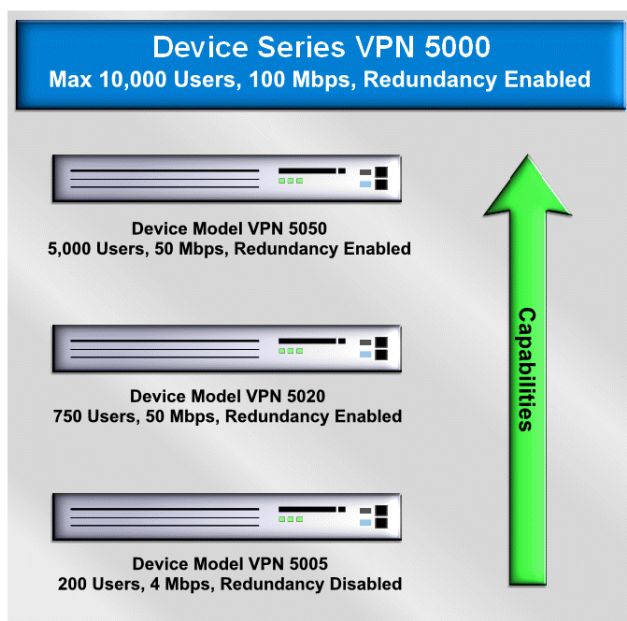 Device Series VPN 5000
Max 10,000 Users, 100 Mbps, Redundancy Enabled
Device Model VPN 5050
5,000 Users, 50 Mbps, Redundancy Enabled
Device Model VPN 5020
750 Users, 50 Mbps, Redundancy Enabled
Device Model VPN 5005
200 Users, 4 Mbps, Redundancy Disabled
Capabilities